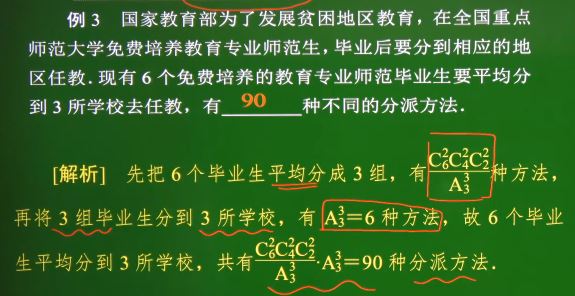 例3 国家教育部为了发展贫困地区教育，在全国重点
师范大学免费培养教育专业师范生，毕业后要分到相应的地
区任教．现有6个免费培养的教育专业师范毕业生要平均分
到3所学校去任教，有 90 种不同的分派方法．
[解析] 先把6个毕业生平均分成3组，有\frac{C_6^2C_4^2C_2^2}{A_3^3}种方法，
再将3组毕业生分到3所学校，有A_3^3=6种方法，故6个毕业
生平均分到3所学校，共有\frac{C_6^2C_4^2C_2^2}{A_3^3}·A_3^3=90种分派方法．